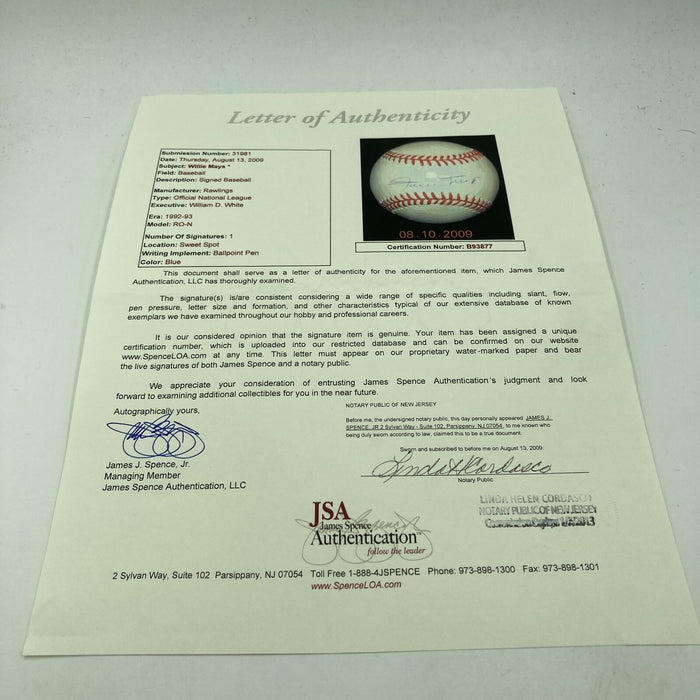 Letter of Authenticity
Submission Number: 31981
Date: Thursday, August 13, 2009
Subject: Willie Mays *
Field: Baseball
Description: Signed Baseball
Manufacturer: Rawlings
Type: Official National League
Executive: William D. White
Era: 1992-93
Model: RO-N
Number Of Signatures: 1
Location: Sweet Spot
Writing Implement: Ballpoint Pen
Color: Blue
08.10.2009
Certification Number: B93877
This document shall serve as a letter of authenticity for the aforementioned item, which James Spence
Authentication, LLC has thoroughly examined.
The signature(s) is/are consistent considering a wide range of specific qualities including slant, flow,
pen pressure, letter size and formation, and other characteristics typical of our extensive database of known
exemplars we have examined throughout our hobby and professional careers.
It is our considered opinion that the signature item is genuine. Your item has been assigned a unique
certification number, which is uploaded into our restricted database and can be confirmed on our website
www.SpenceLOA.com at any time. This letter must appear on our proprietary water-marked paper and bear
the live signatures of both James Spence and a notary public.
We appreciate your consideration of entrusting James Spence Authentication's judgment and look
forward to examining additional collectibles for you in the near future.
Autographically yours,
James J. Spence, Jr.
Managing Member
James Spence Authentication, LLC
NOTARY PUBLIC OF NEW JERSEY
Before me, the undersigned notary public, this day personally appeared JAMES J.
SPENCE, JR 2 Sylvan Way - Suite 102, Parsippany, NJ 07054, to me known who
being duly sworn according to law, claimed this to be a true document.
Sworn and subscribed to before me on August 13, 2009.
Linda H Cordasco
Notary Public
LINDA HELEN CORDASCO
NOTARY PUBLIC OF NEW JERSEY
Commission Expires
JSA
James Spence
Authentication™
follow the leader
2 Sylvan Way, Suite 102 Parsippany, NJ 07054 Toll Free 1-888-4JSPENCE Phone: 973-898-1300 Fax: 973-898-1301
www.SpenceLOA.com